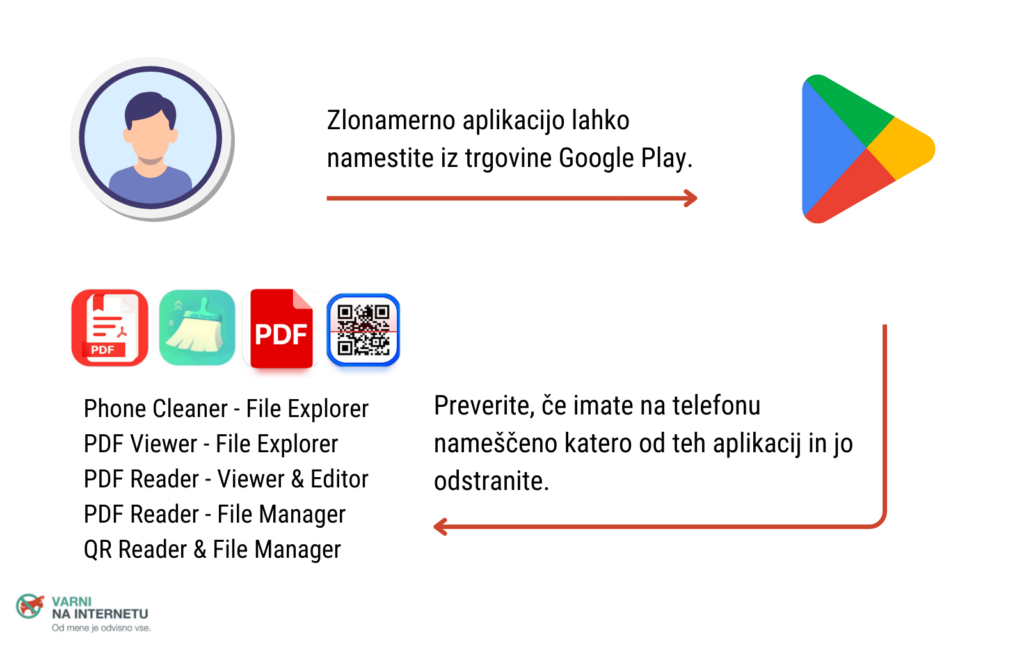 Zlonamerno aplikacijo lahko
namestite iz trgovine Google Play.
PDF
PDF
Phone Cleaner - File Explorer
PDF Viewer - File Explorer
PDF Reader - Viewer & Editor
PDF Reader - File Manager
QR Reader & File Manager
Preverite, če imate na telefonu
nameščeno katero od teh aplikacij in jo
odstranite.
VARNI
NA INTERNETU
Od mene je odvisno vse.